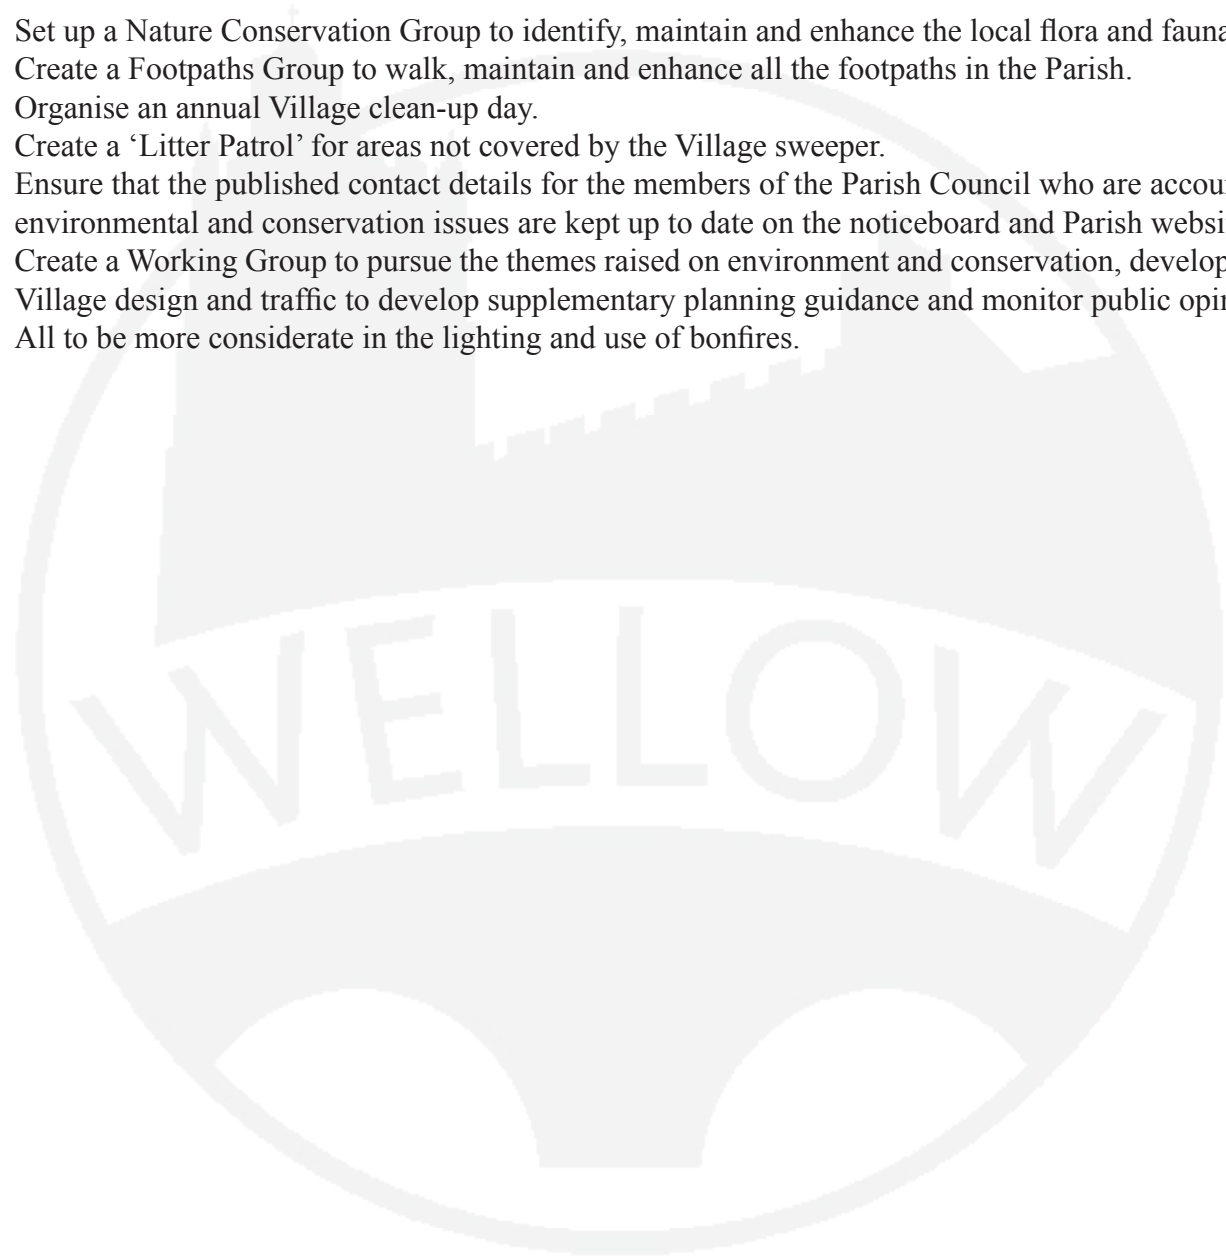 Set up a Nature Conservation Group to identify, maintain and enhance the local flora and fauna
Create a Footpaths Group to walk, maintain and enhance all the footpaths in the Parish.
Organise an annual Village clean-up day.
Create a ‘Litter Patrol’ for areas not covered by the Village sweeper.
Ensure that the published contact details for the members of the Parish Council who are
environmental and conservation issues are kept up to date on the noticeboard and Parish
Create a Working Group to pursue the themes raised on environment and conservation,
Village design and traffic to develop supplementary planning guidance and monitor public
All to be more considerate in the lighting and use of bonfires.
WELLOW